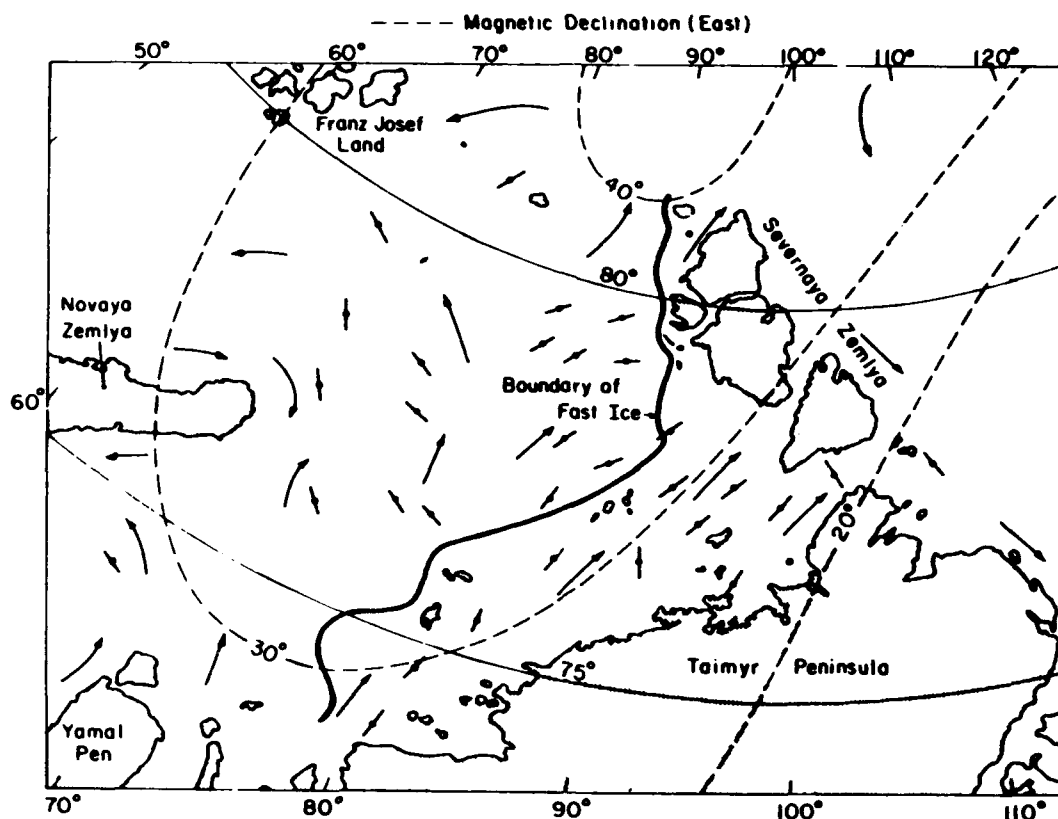 Magnetic Declination (East)
50° 60° 70° 80° 90° 100° 110° 120°
Franz Josef
Land
40°
Severnaya
Zemlya
80°
Novaya
Zemlya
60°
Boundary of
Fast Ice
20°
30°
75°
Taimyr Peninsula
Yamal
Pen
70° 80° 90° 100° 110°